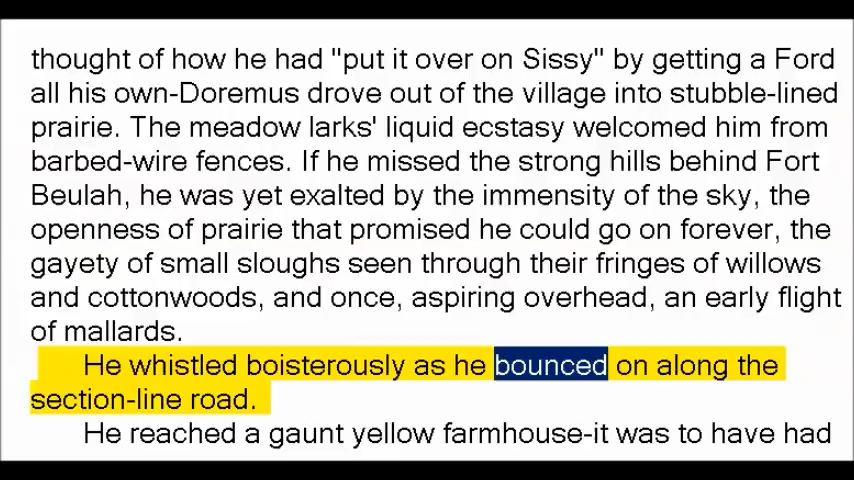 thought of how he had "put it over on Sissy" by getting a Ford
all his own-Doremus drove out of the village into stubble-lined
prairie. The meadow larks' liquid ecstasy welcomed him from
barbed-wire fences. If he missed the strong hills behind Fort
Beulah, he was yet exalted by the immensity of the sky, the
openness of prairie that promised he could go on forever, the
gayety of small sloughs seen through their fringes of willows
and cottonwoods, and once, aspiring overhead, an early flight
of mallards.
He whistled boisterously as he bounced on along the
section-line road.
He reached a gaunt yellow farmhouse-it was to have had